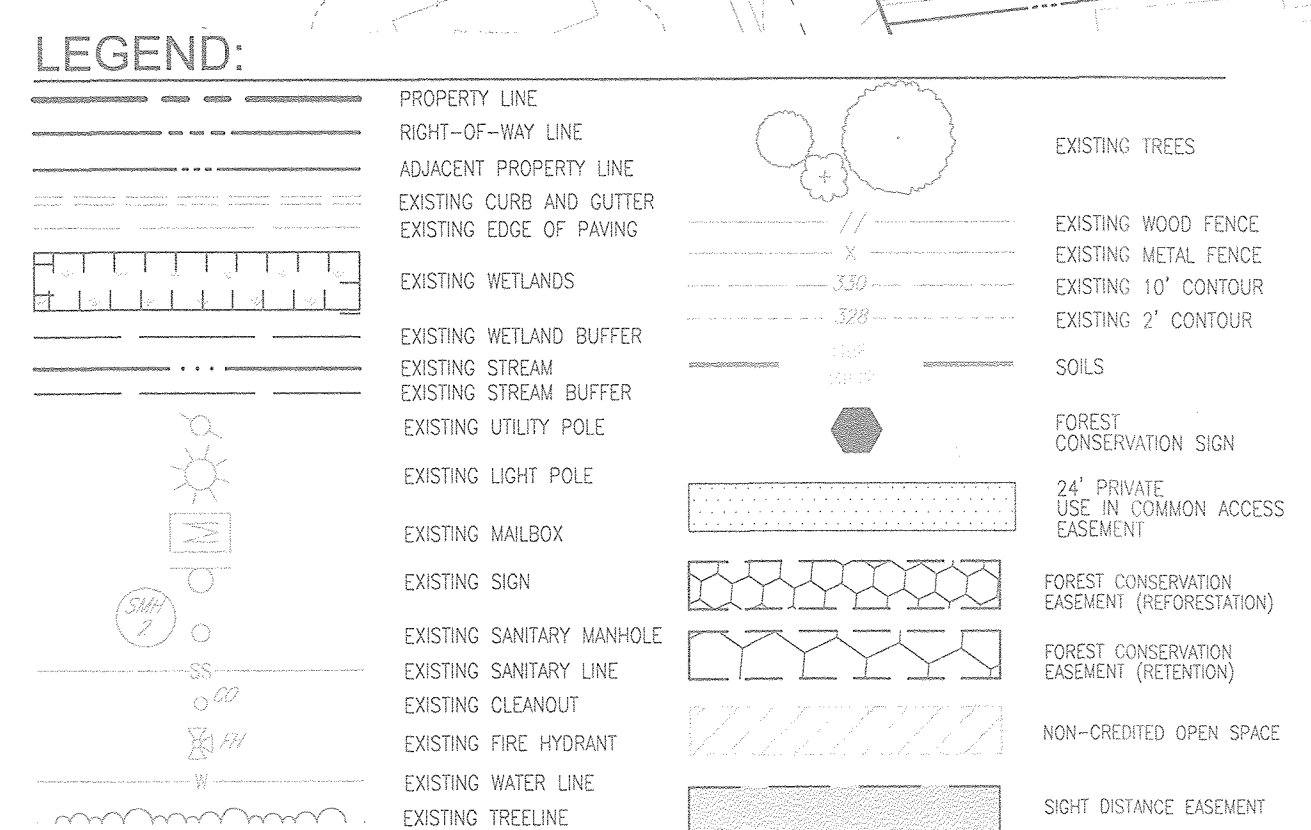 LEGEND:
PROPERTY LINE
RIGHT-OF-WAY LINE
ADJACENT PROPERTY LINE
EXISTING CURB AND GUTTER
EXISTING EDGE OF PAVING
EXISTING WETLANDS
EXISTING WETLAND BUFFER
EXISTING STREAM
EXISTING STREAM BUFFER
EXISTING UTILITY POLE
EXISTING LIGHT POLE
M
EXISTING MAILBOX
EXISTING SIGN
SMH
2
EXISTING SANITARY MANHOLE
SS
EXISTING SANITARY LINE
CO
EXISTING CLEANOUT
FH
EXISTING FIRE HYDRANT
W
EXISTING WATER LINE
EXISTING TREELINE
EXISTING TREES
//
EXISTING WOOD FENCE
X
EXISTING METAL FENCE
330
EXISTING 10' CONTOUR
328
EXISTING 2' CONTOUR
SOILS
FOREST
CONSERVATION SIGN
24' PRIVATE
USE IN COMMON ACCESS
EASEMENT
FOREST CONSERVATION
EASEMENT (REFORESTATION)
FOREST CONSERVATION
EASEMENT (RETENTION)
NON-CREDITED OPEN SPACE
SIGHT DISTANCE EASEMENT